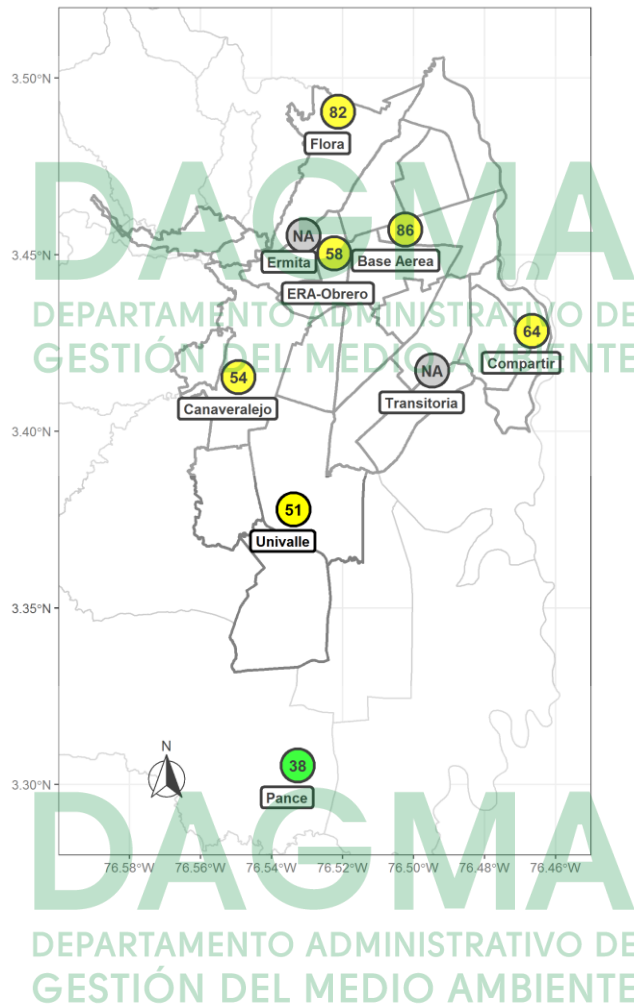 3.50°N
82
Flora
DAGMA
NA
86
58
3.45°N
Ermita
Base Aerea
ERA-Obrero
DEPARTAMENTO ADMINISTRATIVO DE
64
GESTIÓN DEL MEDIO AMBIENTE
Compartir
54
NA
Canaveralejo
Transitoria
3.40°N
51
Univalle
3.35°N
N
38
3.30°N
Pance
DAGMA
76.58°W 76.56°W 76.54°W 76.52°W 76.50°W 76.48°W 76.46°W
DEPARTAMENTO ADMINISTRATIVO DE
GESTIÓN DEL MEDIO AMBIENTE